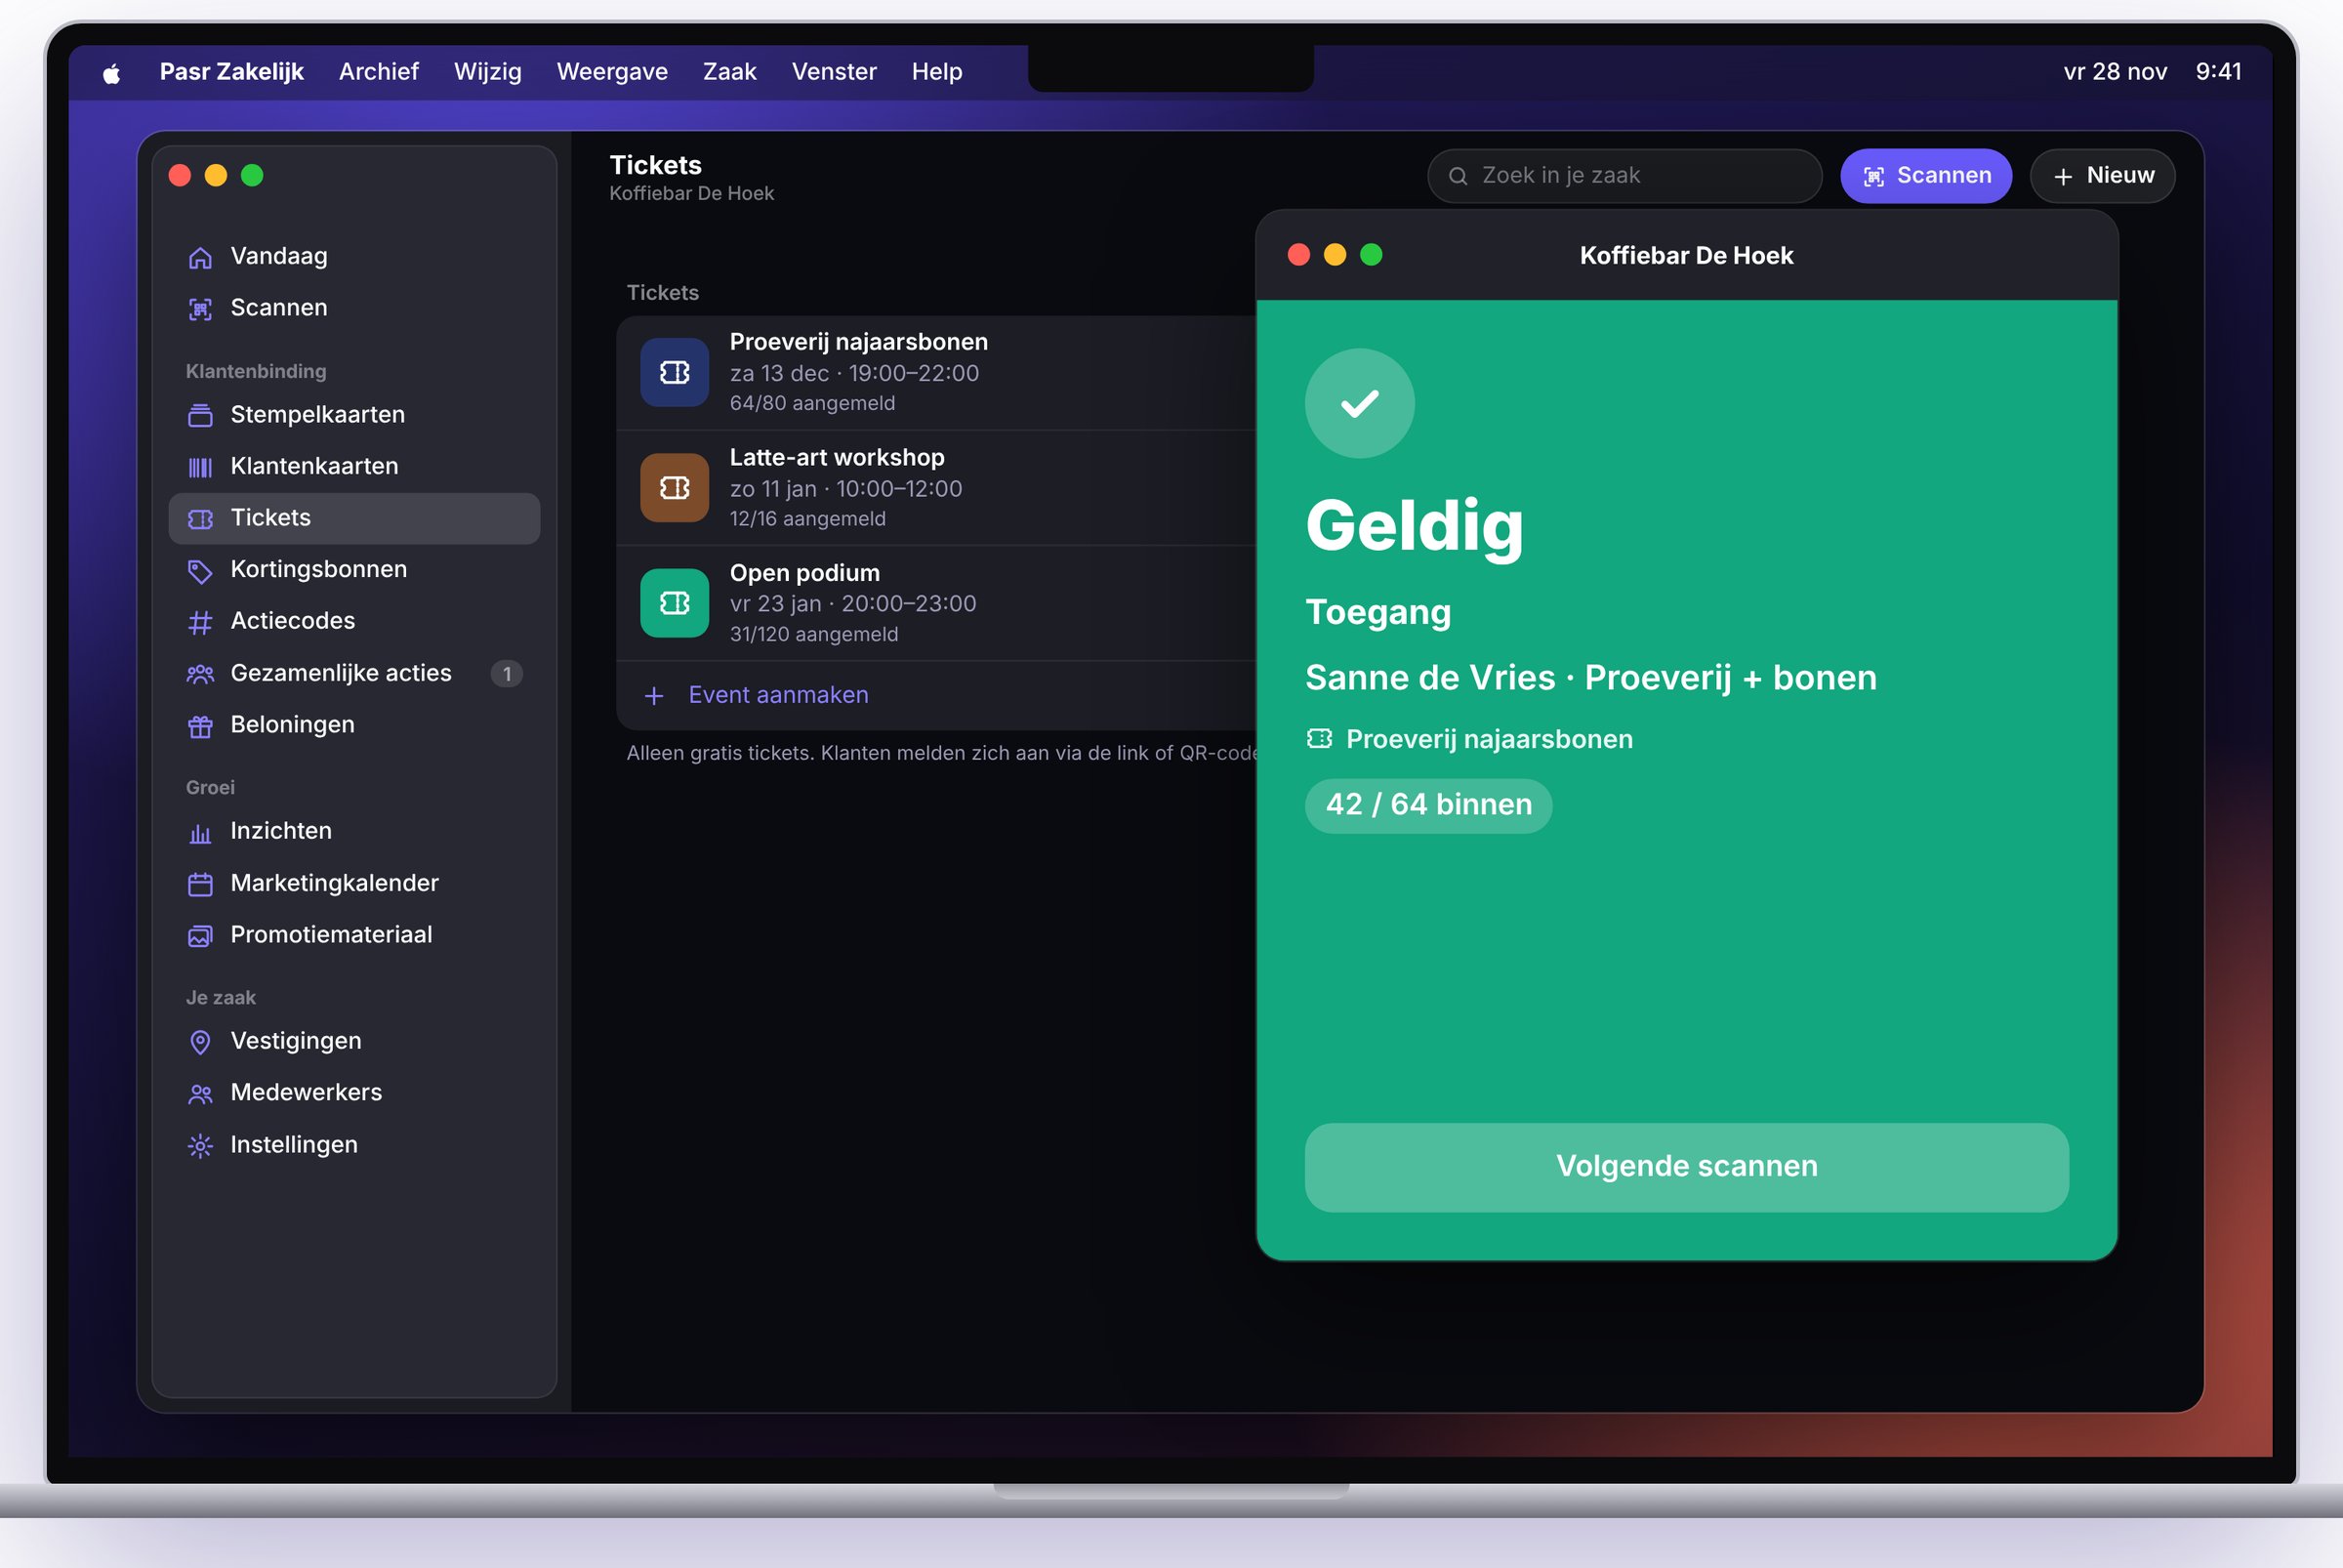 Pasr Zakelijk Archief Wijzig Weergave Zaak Venster Help
vr 28 nov 9:41
Vandaag
Scannen
Klantenbinding
Stempelkaarten
Klantenkaarten
Tickets
Kortingsbonnen
Actiecodes
Gezamenlijke acties 1
Beloningen
Groei
Inzichten
Marketingkalender
Promotiemateriaal
Je zaak
Vestigingen
Medewerkers
Instellingen
Tickets
Koffiebar De Hoek
Zoek in je zaak
Scannen
Nieuw
Tickets
Proeverij najaarsbonen
za 13 dec · 19:00–22:00
64/80 aangemeld
Latte-art workshop
zo 11 jan · 10:00–12:00
12/16 aangemeld
Open podium
vr 23 jan · 20:00–23:00
31/120 aangemeld
Event aanmaken
Alleen gratis tickets. Klanten melden zich aan via de link of QR-code
Koffiebar De Hoek
Geldig
Toegang
Sanne de Vries · Proeverij + bonen
Proeverij najaarsbonen
42 / 64 binnen
Volgende scannen